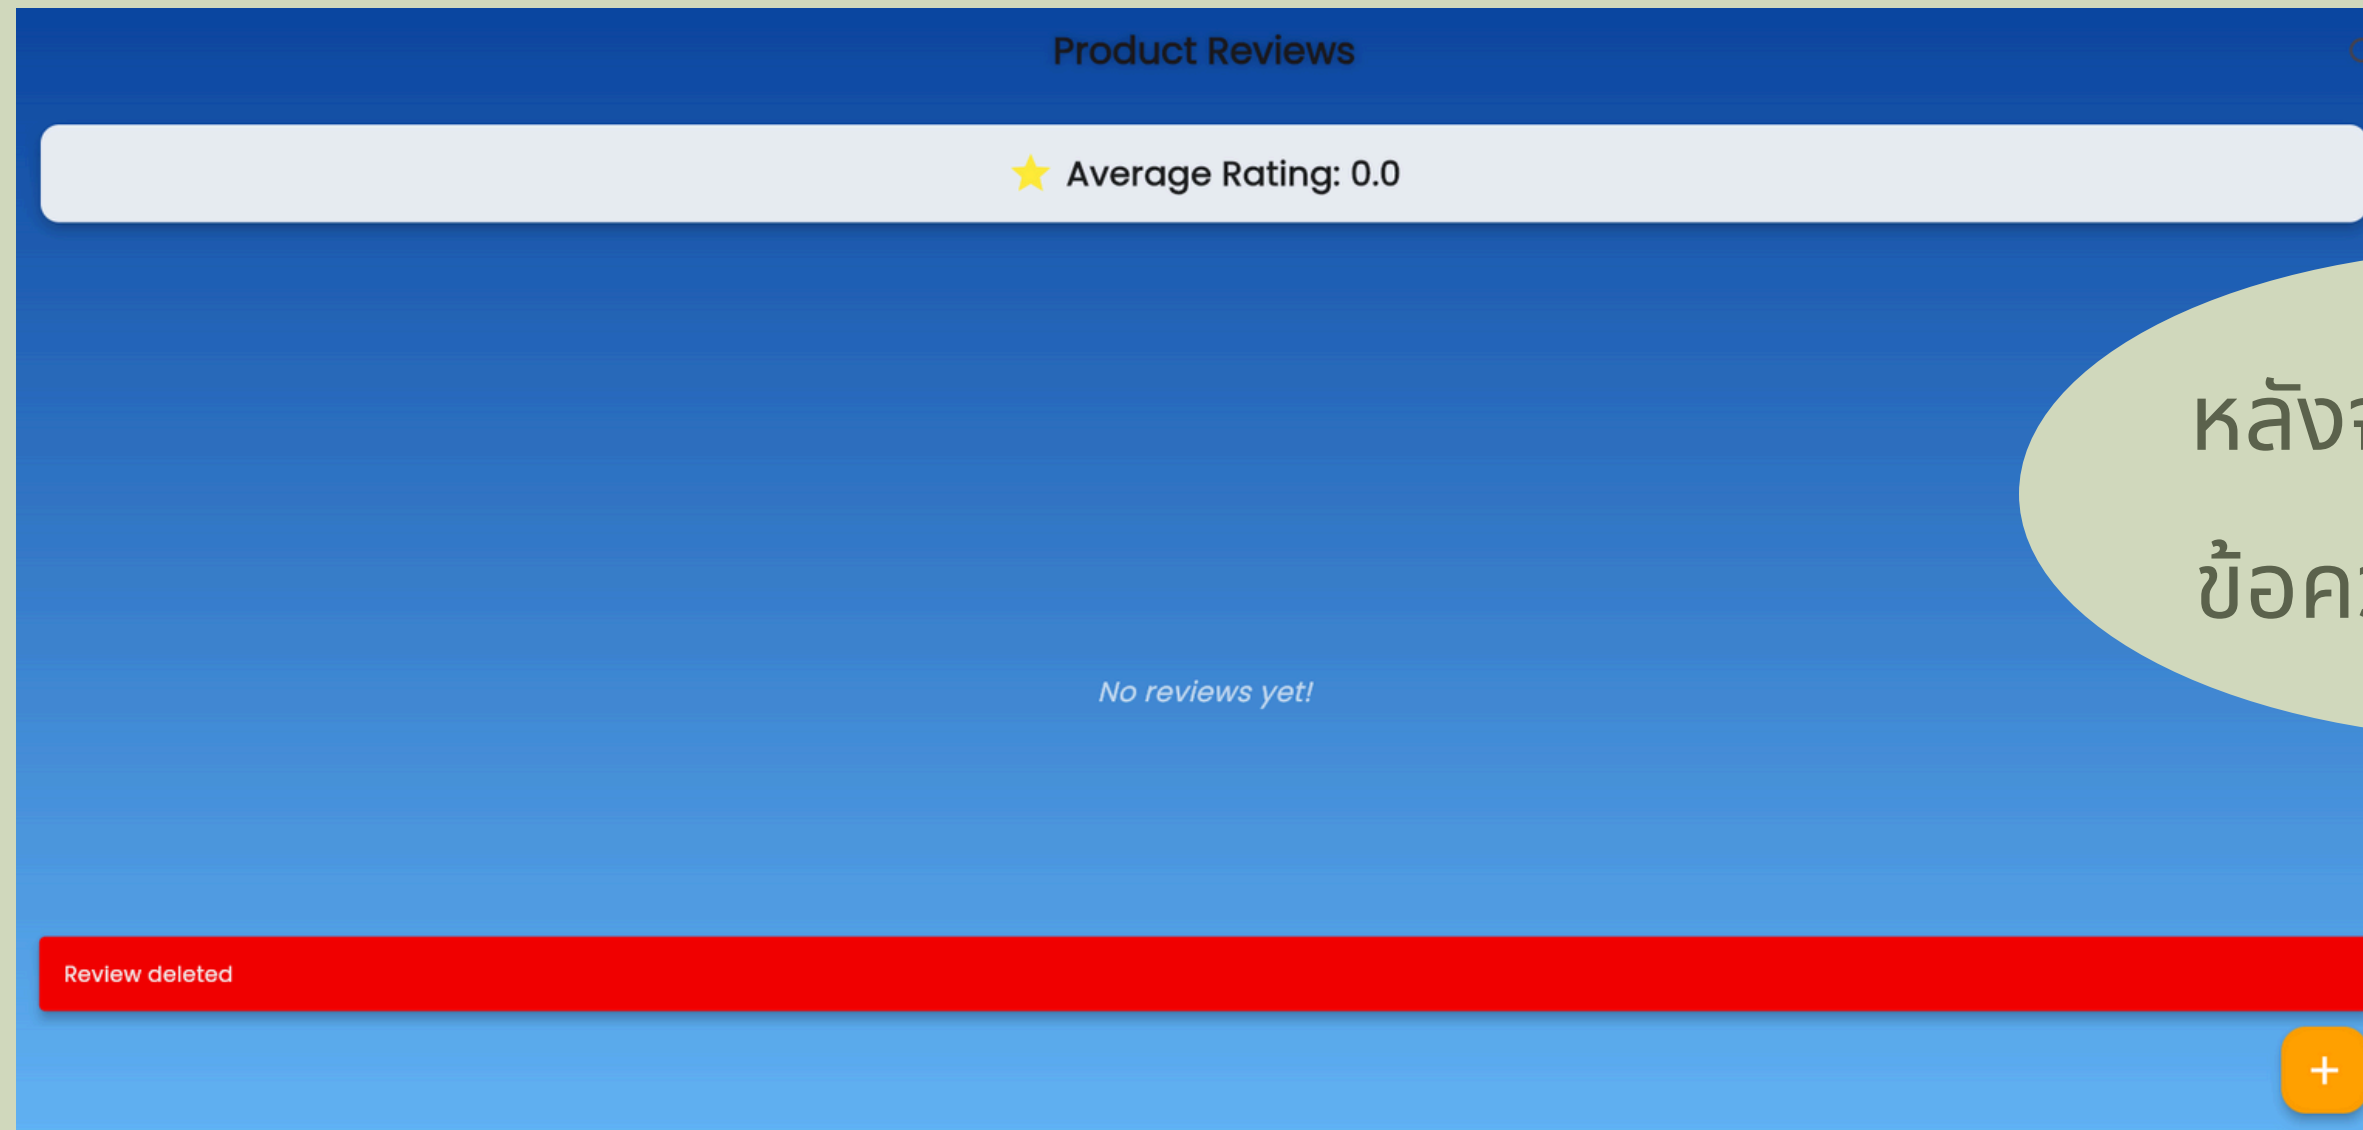 Product Reviews
Average Rating: 0.0
No reviews yet!
Review deleted
+